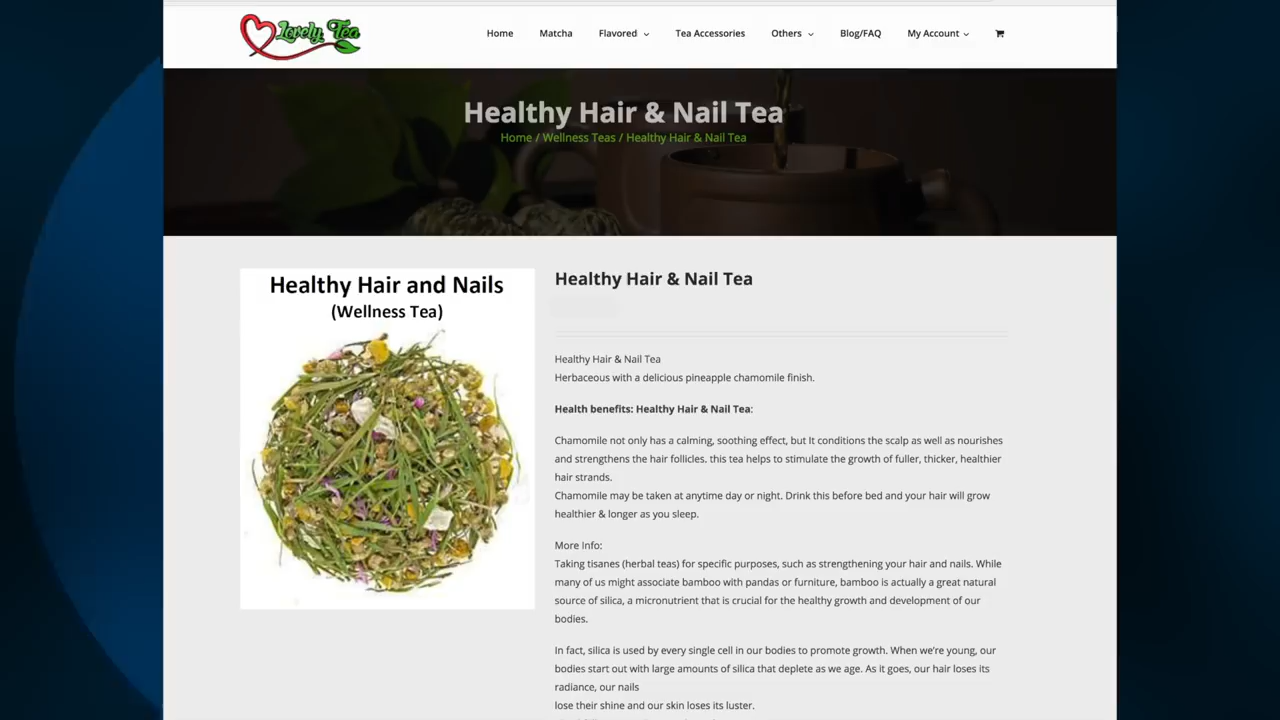 Lovely Tea
Home Matcha Flavored Tea Accessories Others Blog/FAQ My Account
Healthy Hair & Nail Tea
Home / Wellness Teas / Healthy Hair & Nail Tea
Healthy Hair and Nails
(Wellness Tea)
Healthy Hair & Nail Tea
Healthy Hair & Nail Tea
Herbaceous with a delicious pineapple chamomile finish.
Health benefits: Healthy Hair & Nail Tea:
Chamomile not only has a calming, soothing effect, but It conditions the scalp as well as nourishes
and strengthens the hair follicles. this tea helps to stimulate the growth of fuller, thicker, healthier
hair strands.
Chamomile may be taken at anytime day or night. Drink this before bed and your hair will grow
healthier & longer as you sleep.
More Info:
Taking tisanes (herbal teas) for specific purposes, such as strengthening your hair and nails. While
many of us might associate bamboo with pandas or furniture, bamboo is actually a great natural
source of silica, a micronutrient that is crucial for the healthy growth and development of our
bodies.
In fact, silica is used by every single cell in our bodies to promote growth. When we're young, our
bodies start out with large amounts of silica that deplete as we age. As it goes, our hair loses its
radiance, our nails
lose their shine and our skin loses its luster.